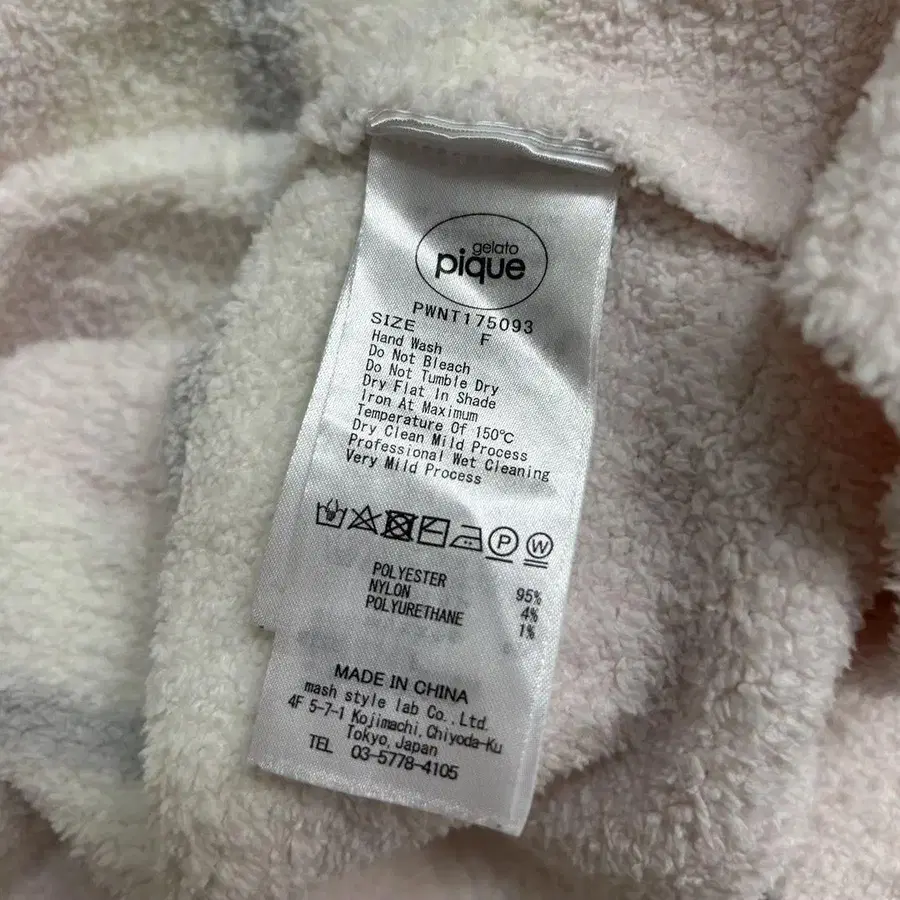 gelato
pique
PWNT175093
SIZE F
Hand Wash
Do Not Bleach
Do Not Tumble Dry
Dry Flat In Shade
Iron At Maximum
Temperature Of 150℃
Dry Clean Mild Process
Professional Wet Cleaning
Very Mild Process
P W
POLYESTER 95%
NYLON 4%
POLYURETHANE 1%
MADE IN CHINA
mash style lab Co.,Ltd.
4F 5-7-1 Kojimachi,Chiyoda-Ku
Tokyo,Japan
TEL 03-5778-4105